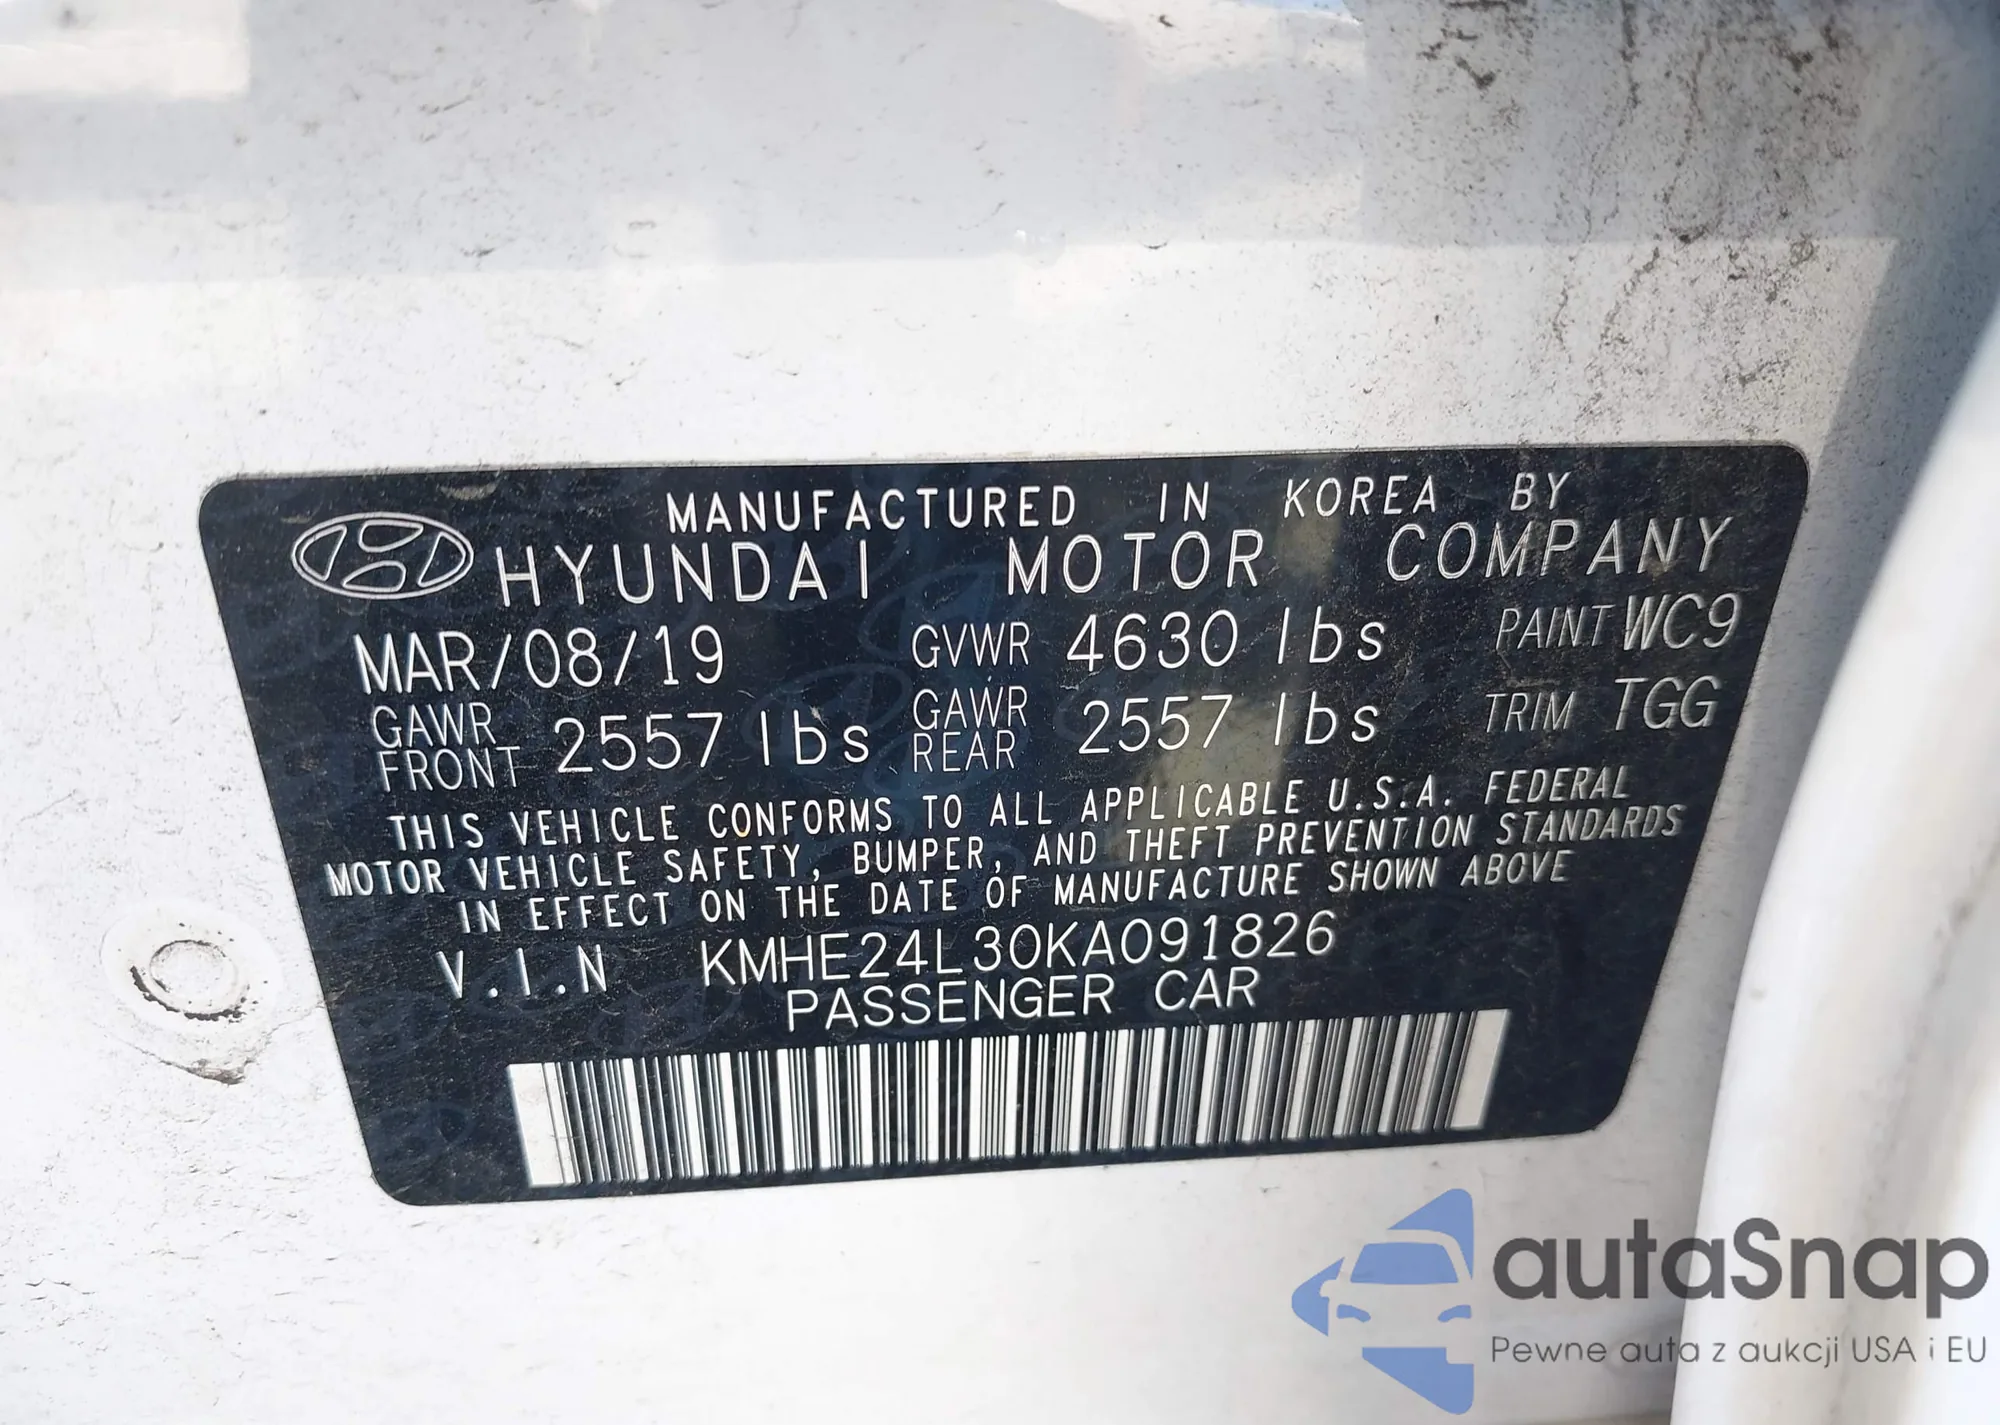 MANUFACTURED IN KOREA BY
HYUNDAI MOTOR COMPANY
MAR/08/19 GVWR 4630 lbs PAINT WC9
GAWR FRONT 2557 lbs GAWR REAR 2557 lbs TRIM TGG
THIS VEHICLE CONFORMS TO ALL APPLICABLE U.S.A. FEDERAL
MOTOR VEHICLE SAFETY, BUMPER, AND THEFT PREVENTION STANDARDS
IN EFFECT ON THE DATE OF MANUFACTURE SHOWN ABOVE
V.I.N KMHE24L30KA091826
PASSENGER CAR
autaSnap
Pewne auta z aukcji USA i EU